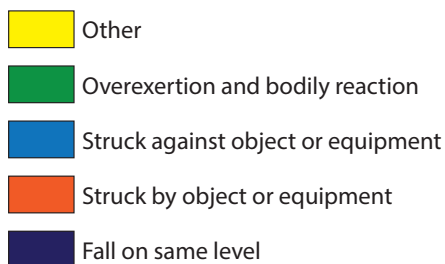 Other
Overexertion and bodily reaction
Struck against object or equipment
Struck by object or equipment
Fall on same level